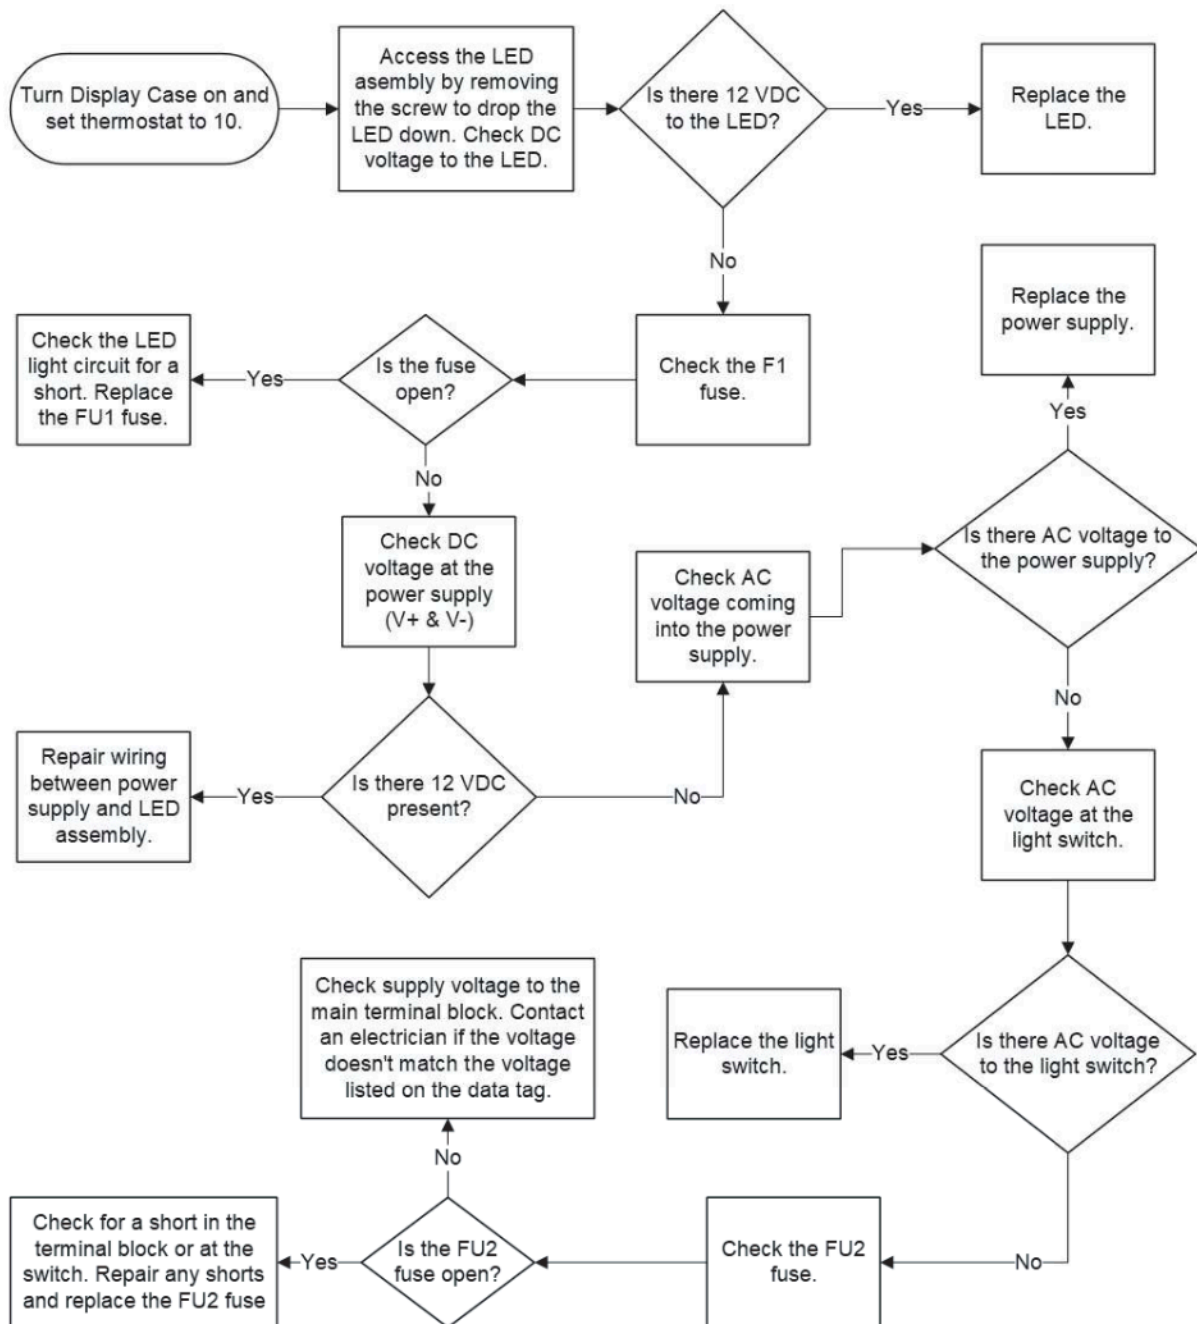 Turn Display Case on and
set thermostat to 10.
Access the LED
asembly by removing
the screw to drop the
LED down. Check DC
voltage to the LED.
Is there 12 VDC
to the LED?
Yes
Replace the
LED.
No
Check the F1
fuse.
Is the fuse
open?
Yes
Check the LED
light circuit for a
short. Replace
the FU1 fuse.
No
Check DC
voltage at the
power supply
(V+ & V-)
Is there 12 VDC
present?
Yes
Repair wiring
between power
supply and LED
assembly.
No
Check AC
voltage coming
into the power
supply.
Is there AC voltage to
the power supply?
Yes
Replace the
power supply.
No
Check AC
voltage at the
light switch.
Is there AC voltage
to the light switch?
Yes
Replace the light
switch.
No
Check the FU2
fuse.
Is the FU2
fuse open?
No
Check supply voltage to the
main terminal block. Contact
an electrician if the voltage
doesn't match the voltage
listed on the data tag.
Yes
Check for a short in the
terminal block or at the
switch. Repair any shorts
and replace the FU2 fuse